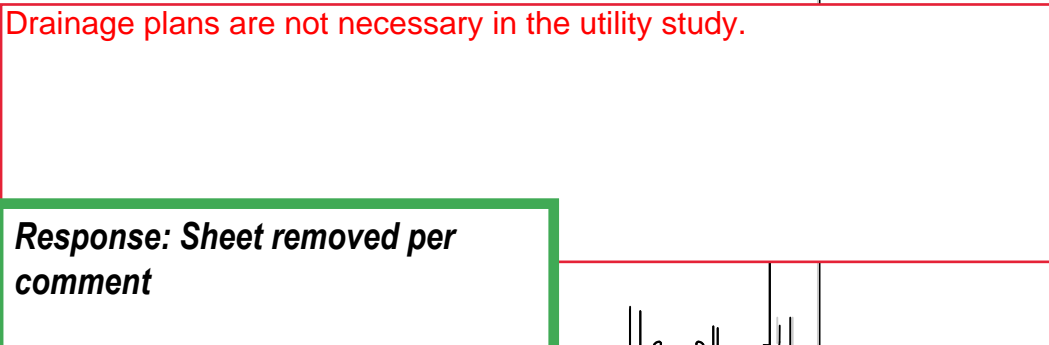 Drainage plans are not necessary in the utility study.
Response: Sheet removed per
comment